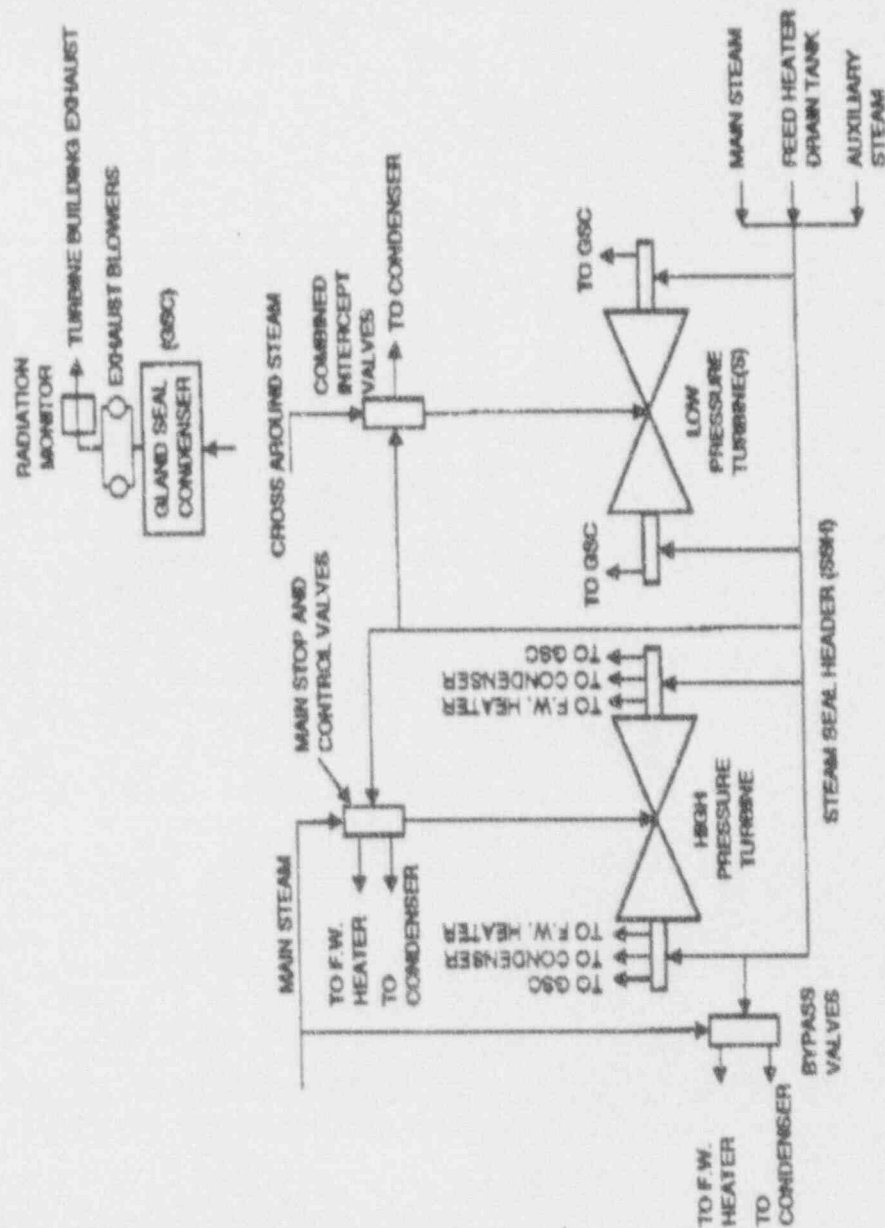 RADIATION
MONITOR
TURBINE BUILDING EXHAUST
EXHAUST BLOWERS
GLAND SEAL
CONDENSER
(GSC)
CROSS AROUND STEAM
COMBINED
INTERCEPT
VALVES
TO CONDENSER
MAIN STOP AND
CONTROL VALVES
MAIN STEAM
TO F.W.
HEATER
TO
CONDENSER
TO GSC
TO CONDENSER
TO F.W. HEATER
HIGH
PRESSURE
TURBINE
TO F.W. HEATER
TO CONDENSER
TO GSC
TO GSC
LOW
PRESSURE
TURBINE(S)
TO GSC
MAIN STEAM
FEED HEATER
DRAIN TANK
AUXILIARY
STEAM
STEAM SEAL HEADER (SSH)
BYPASS
VALVES
TO F.W.
HEATER
TO
CONDENSER